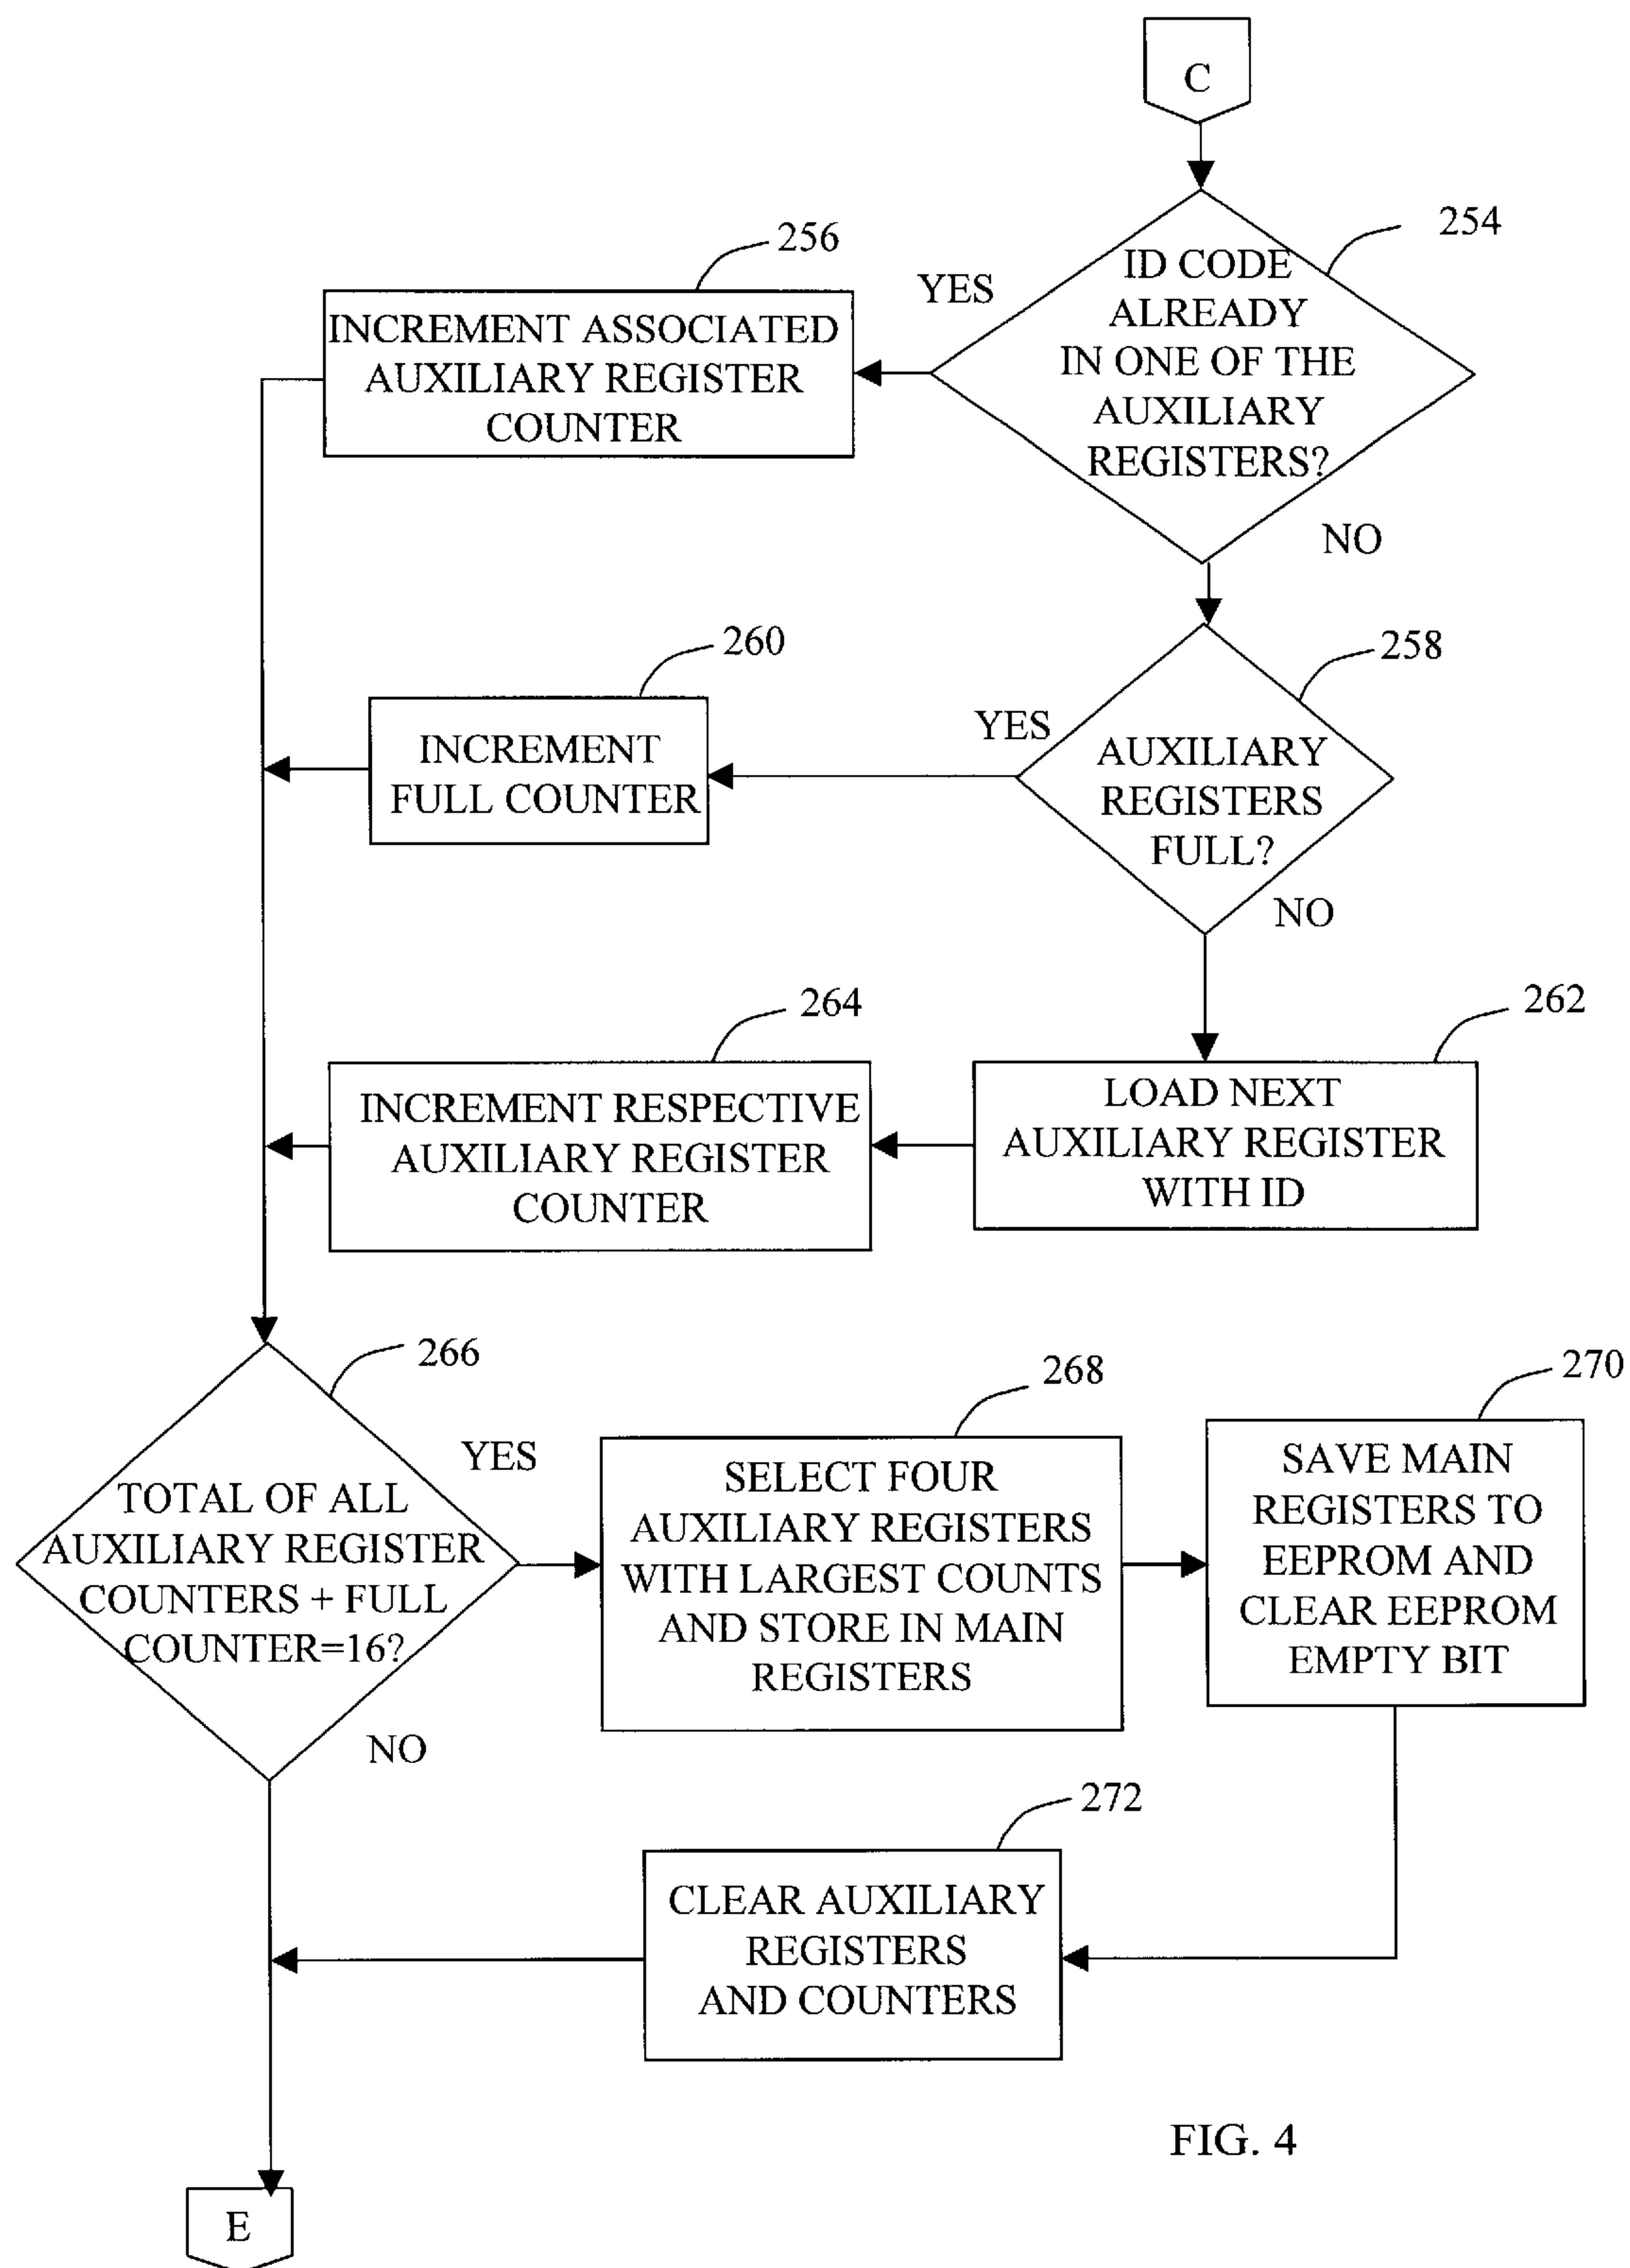 C
254
ID CODE
ALREADY
IN ONE OF THE
AUXILIARY
REGISTERS?
YES
NO
256
INCREMENT ASSOCIATED
AUXILIARY REGISTER
COUNTER
258
AUXILIARY
REGISTERS
FULL?
YES
NO
260
INCREMENT
FULL COUNTER
262
LOAD NEXT
AUXILIARY REGISTER
WITH ID
264
INCREMENT RESPECTIVE
AUXILIARY REGISTER
COUNTER
266
TOTAL OF ALL
AUXILIARY REGISTER
COUNTERS + FULL
COUNTER=16?
YES
NO
268
SELECT FOUR
AUXILIARY REGISTERS
WITH LARGEST COUNTS
AND STORE IN MAIN
REGISTERS
270
SAVE MAIN
REGISTERS TO
EEPROM AND
CLEAR EEPROM
EMPTY BIT
272
CLEAR AUXILIARY
REGISTERS
AND COUNTERS
E
FIG. 4